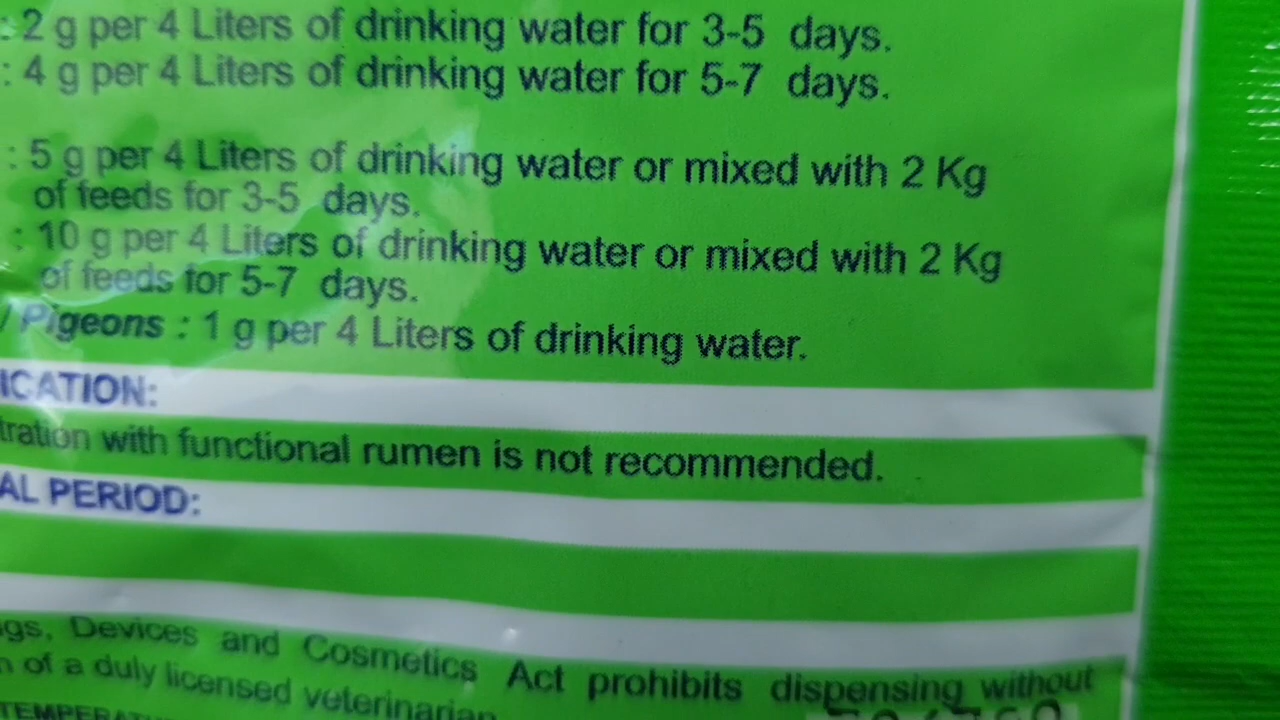 : 2 g per 4 Liters of drinking water for 3-5 days.
: 4 g per 4 Liters of drinking water for 5-7 days.
: 5 g per 4 Liters of drinking water or mixed with 2 Kg
of feeds for 3-5 days.
: 10 g per 4 Liters of drinking water or mixed with 2 Kg
of feeds for 5-7 days.
/ Pigeons : 1 g per 4 Liters of drinking water.
ICATION:
tration with functional rumen is not recommended.
AL PERIOD:
gs, Devices and Cosmetics Act prohibits dispensing without
n of a duly licensed veterinarian